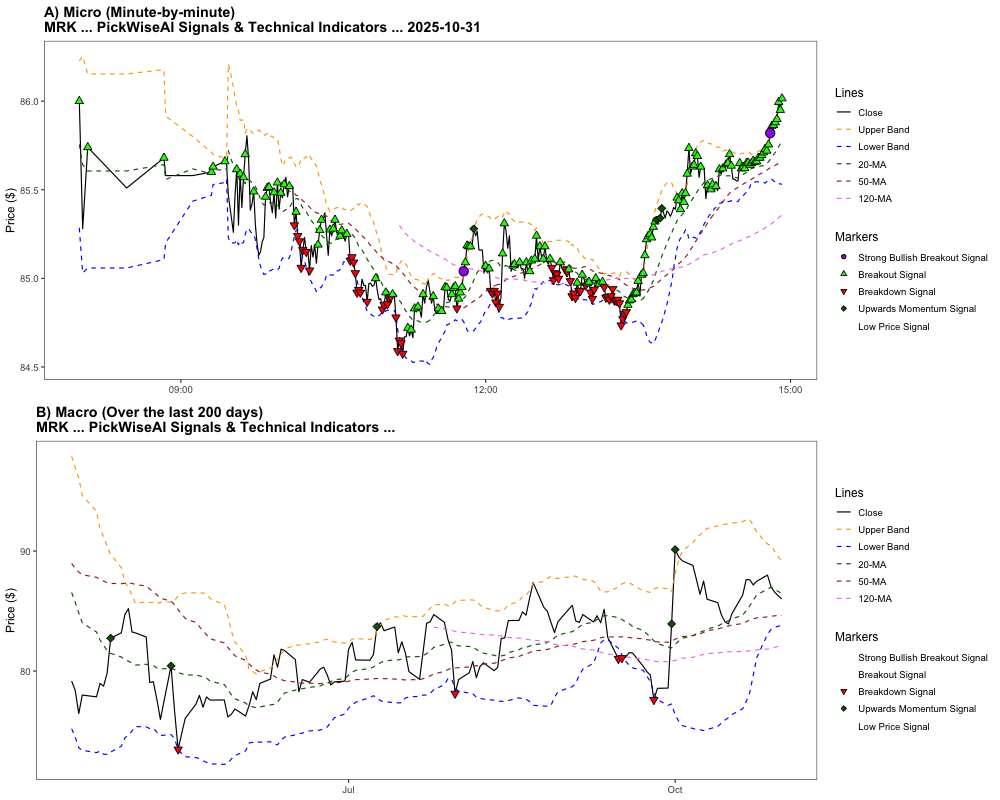 A) Micro (Minute-by-minute)
MRK ... PickWiseAI Signals & Technical Indicators ... 2025-10-31
Price ($)
86.0
85.5
85.0
84.5
09:00
12:00
15:00
Lines
Close
Upper Band
Lower Band
20-MA
50-MA
120-MA
Markers
Strong Bullish Breakout Signal
Breakout Signal
Breakdown Signal
Upwards Momentum Signal
Low Price Signal
B) Macro (Over the last 200 days)
MRK ... PickWiseAI Signals & Technical Indicators ...
Price ($)
90
80
Jul
Oct
Lines
Close
Upper Band
Lower Band
20-MA
50-MA
120-MA
Markers
Strong Bullish Breakout Signal
Breakout Signal
Breakdown Signal
Upwards Momentum Signal
Low Price Signal